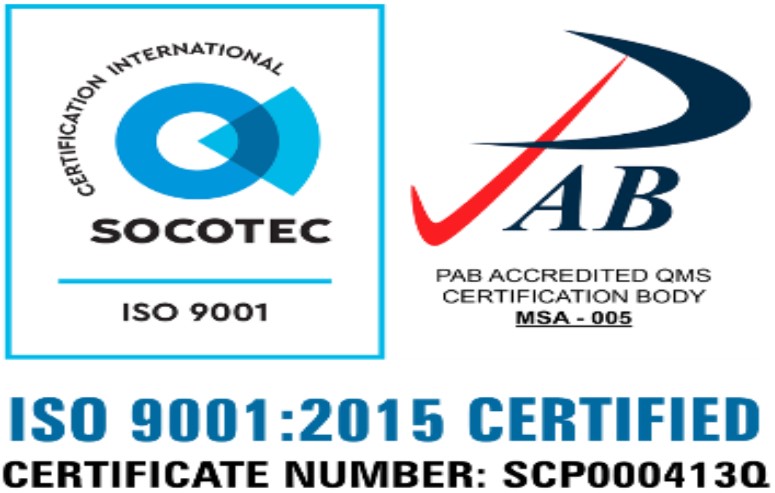 CERTIFICATION INTERNATIONAL
SOCOTEC
ISO 9001
PAB
PAB ACCREDITED QMS
CERTIFICATION BODY
MSA - 005
ISO 9001:2015 CERTIFIED
CERTIFICATE NUMBER: SCP000413Q